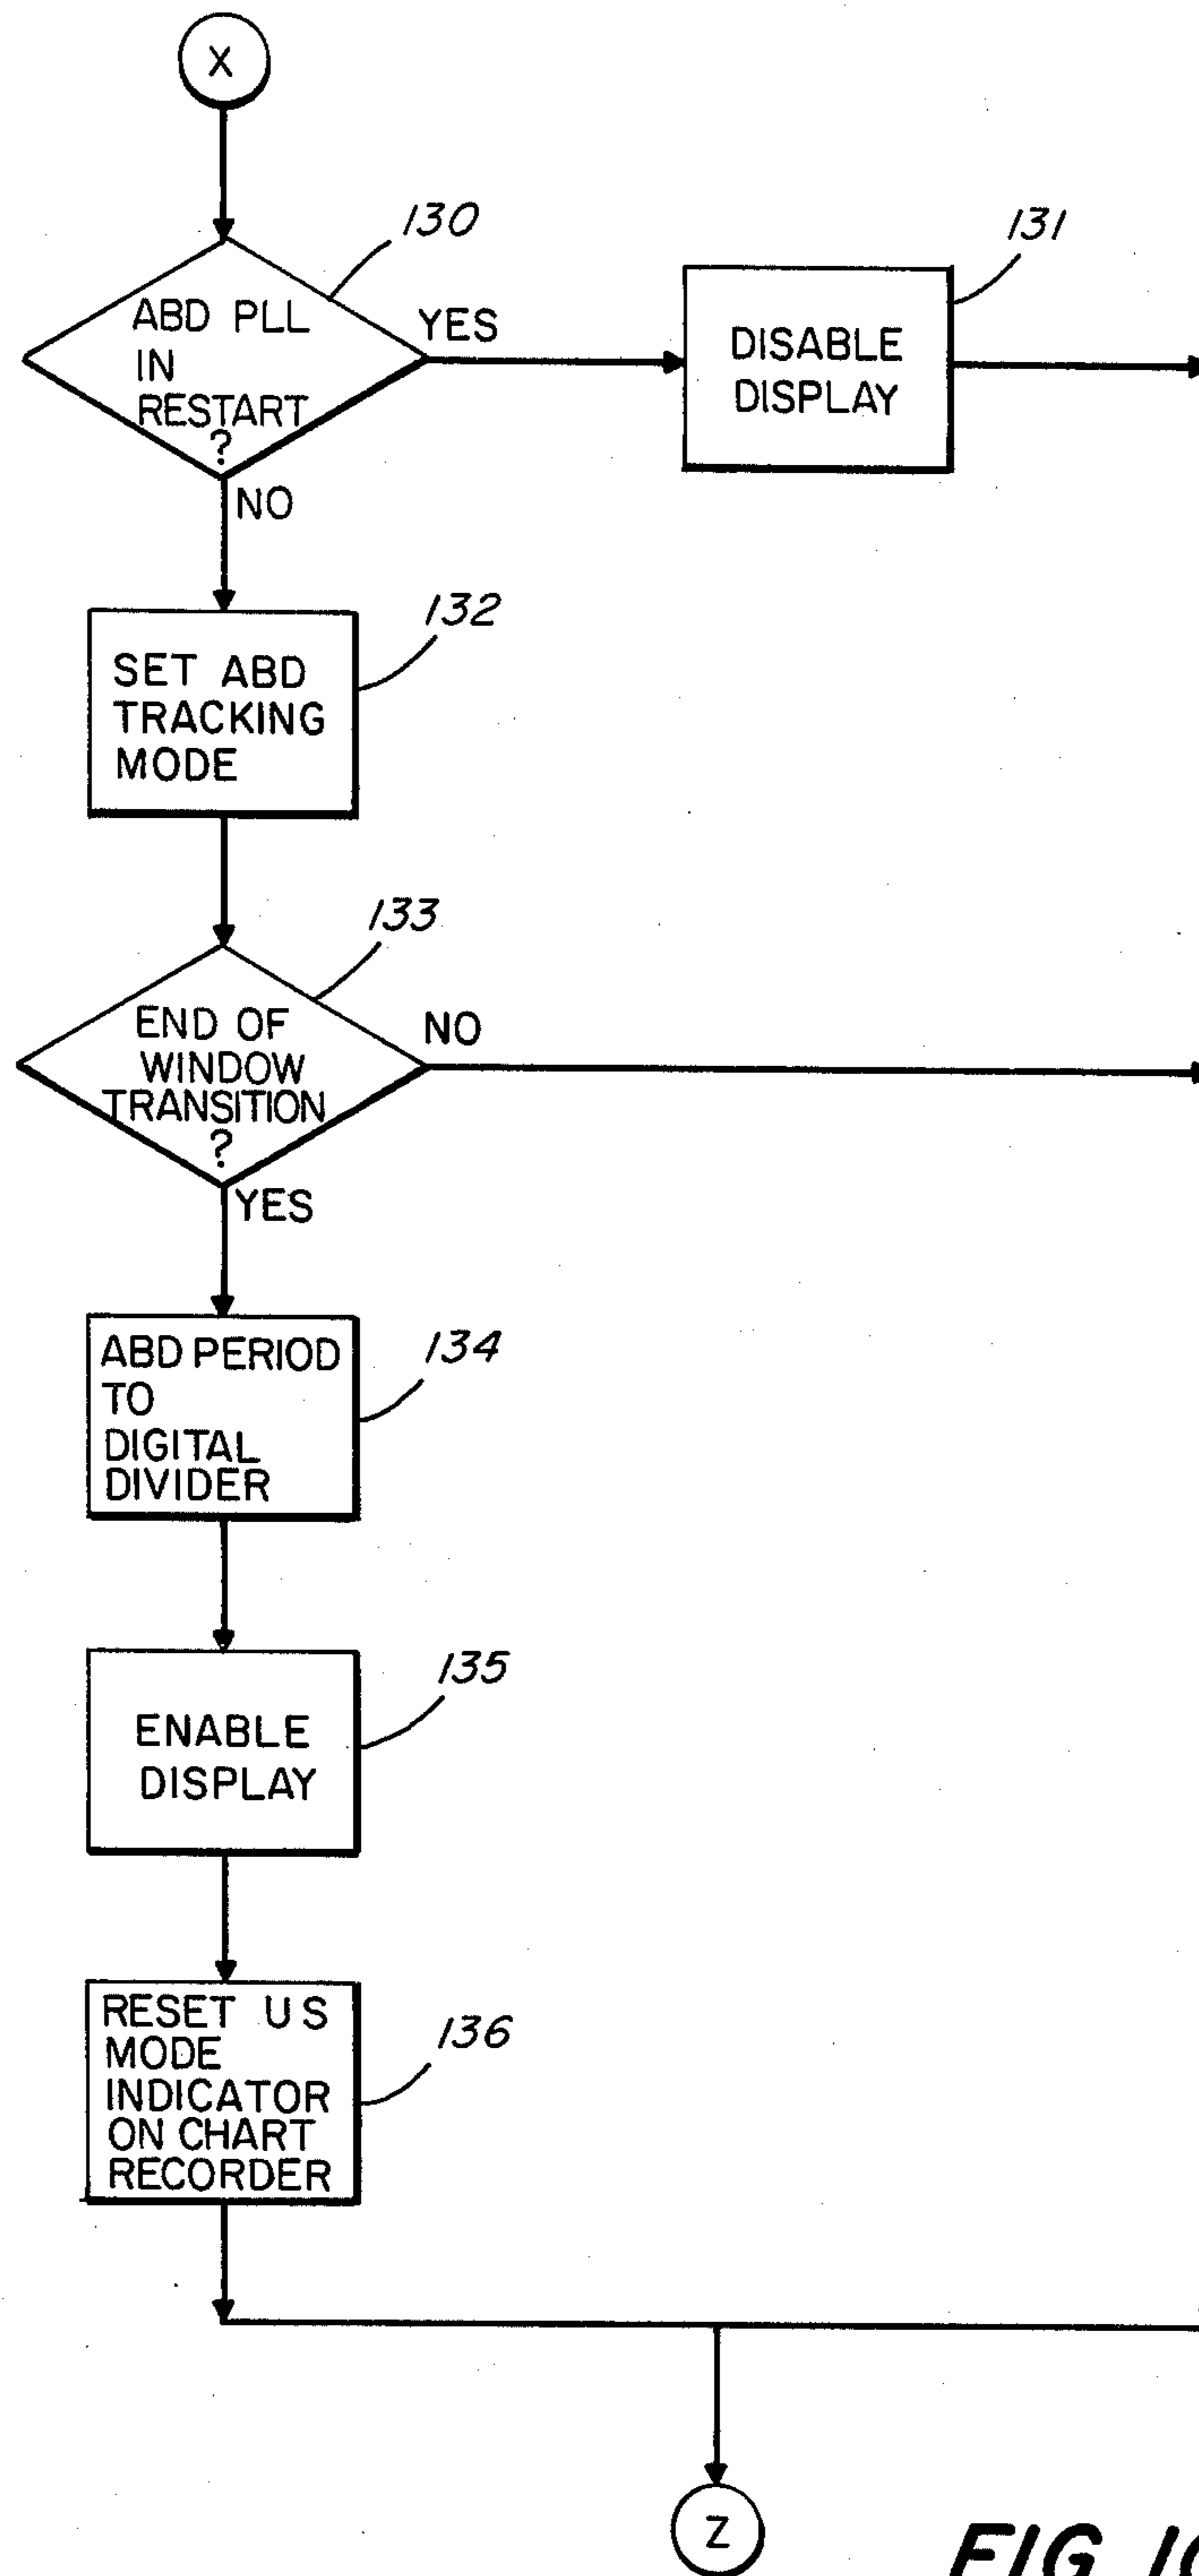 X
130
ABD PLL
IN
RESTART
?
YES
NO
131
DISABLE
DISPLAY
132
SET ABD
TRACKING
MODE
133
END OF
WINDOW
TRANSITION
?
NO
YES
134
ABD PERIOD
TO
DIGITAL
DIVIDER
135
ENABLE
DISPLAY
136
RESET US
MODE
INDICATOR
ON CHART
RECORDER
Z
FIG